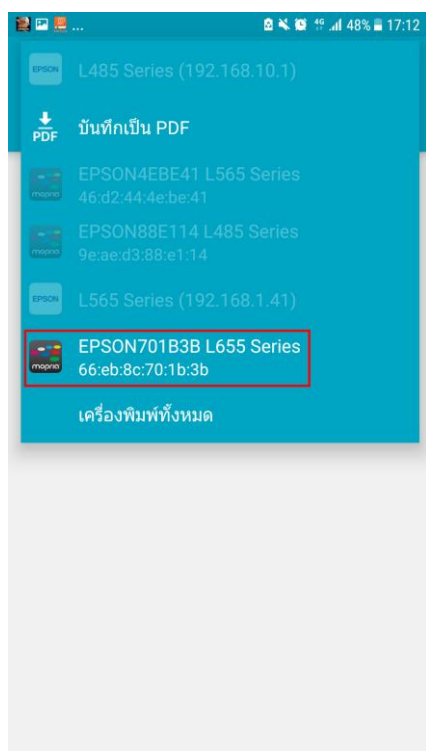 ... 4G 48% 17:12
EPSON L485 Series (192.168.10.1)
PDF บันทึกเป็น PDF
EPSON4EBE41 L565 Series
mopria 46:d2:44:4e:be:41
EPSON88E114 L485 Series
mopria 9e:ae:d3:88:e1:14
EPSON L565 Series (192.168.1.41)
EPSON701B3B L655 Series
mopria 66:eb:8c:70:1b:3b
เครื่องพิมพ์ทั้งหมด